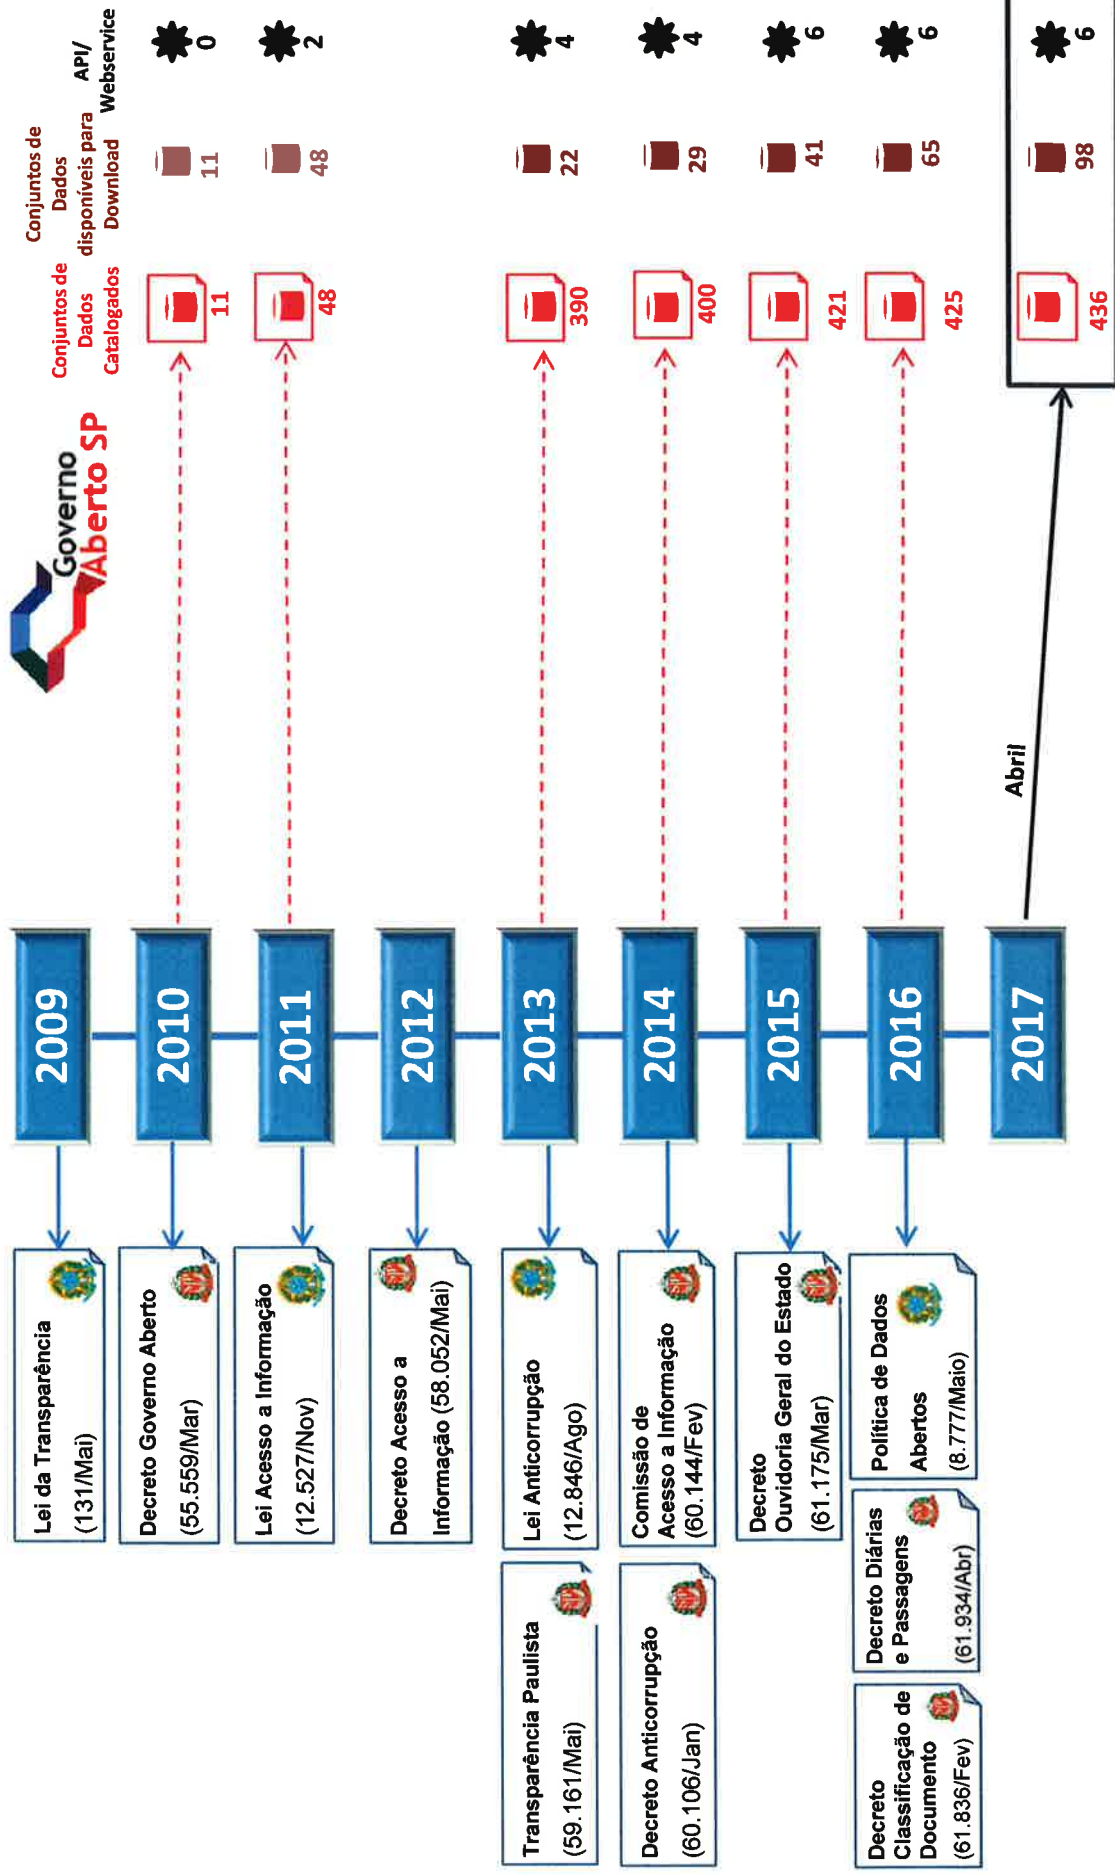 Governo
Aberto SP
Conjuntos de
Dados
Catalogados
Conjuntos de
Dados
disponíveis para
Download
API/
Webservice
2009
Lei da Transparência
(131/Mai)
2010
Decreto Governo Aberto
(55.559/Mar)
11
11
0
2011
Lei Acesso a Informação
(12.527/Nov)
48
48
2
2012
Decreto Acesso a
Informação (58.052/Mai)
2013
Transparência Paulista
(59.161/Mai)
Lei Anticorrupção
(12.846/Ago)
390
22
4
2014
Decreto Anticorrupção
(60.106/Jan)
Comissão de
Acesso a Informação
(60.144/Fev)
400
29
4
2015
Decreto
Ouvidoria Geral do Estado
(61.175/Mar)
421
41
6
2016
Decreto
Classificação de
Documento
(61.836/Fev)
Decreto Diárias
e Passagens
(61.934/Abr)
Política de Dados
Abertos
(8.777/Maio)
425
65
6
2017
Abril
436
98
6